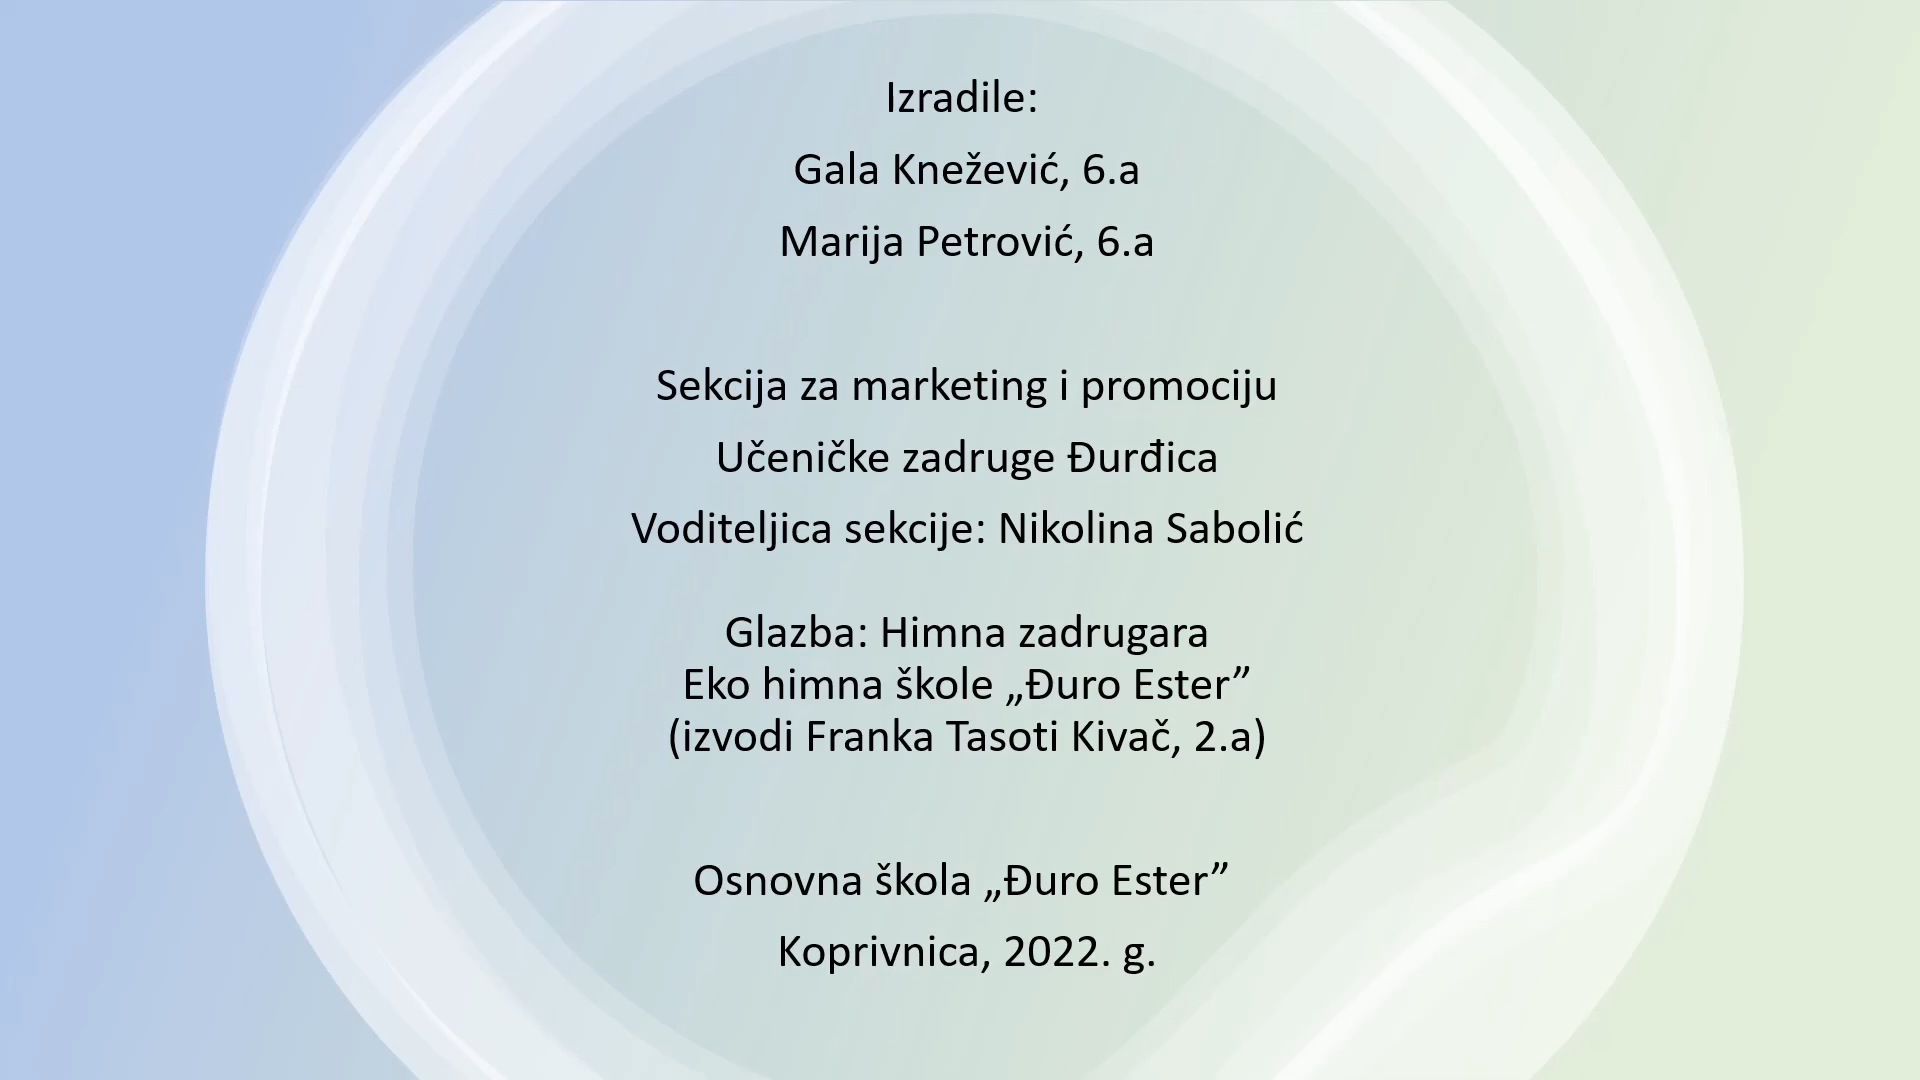 Izradile:
Gala Knežević, 6.a
Marija Petrović, 6.a
Sekcija za marketing i promociju
Učeničke zadruge Đurđica
Voditeljica sekcije: Nikolina Sabolić
Glazba: Himna zadrugara
Eko himna škole „Đuro Ester”
(izvodi Franka Tasoti Kivač, 2.a)
Osnovna škola „Đuro Ester”
Koprivnica, 2022. g.